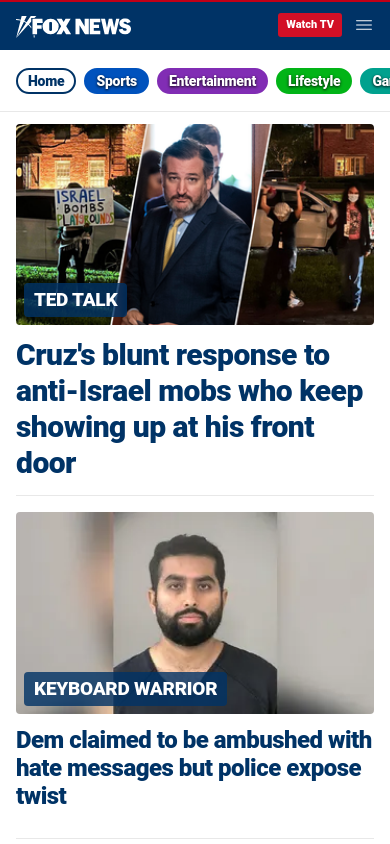 FOX NEWS
Watch TV
Home
Sports
Entertainment
Lifestyle
ISRAEL
BOMBS
PLAYGROUNDS
TED TALK
Cruz's blunt response to
anti-Israel mobs who keep
showing up at his front
door
KEYBOARD WARRIOR
Dem claimed to be ambushed with
hate messages but police expose
twist